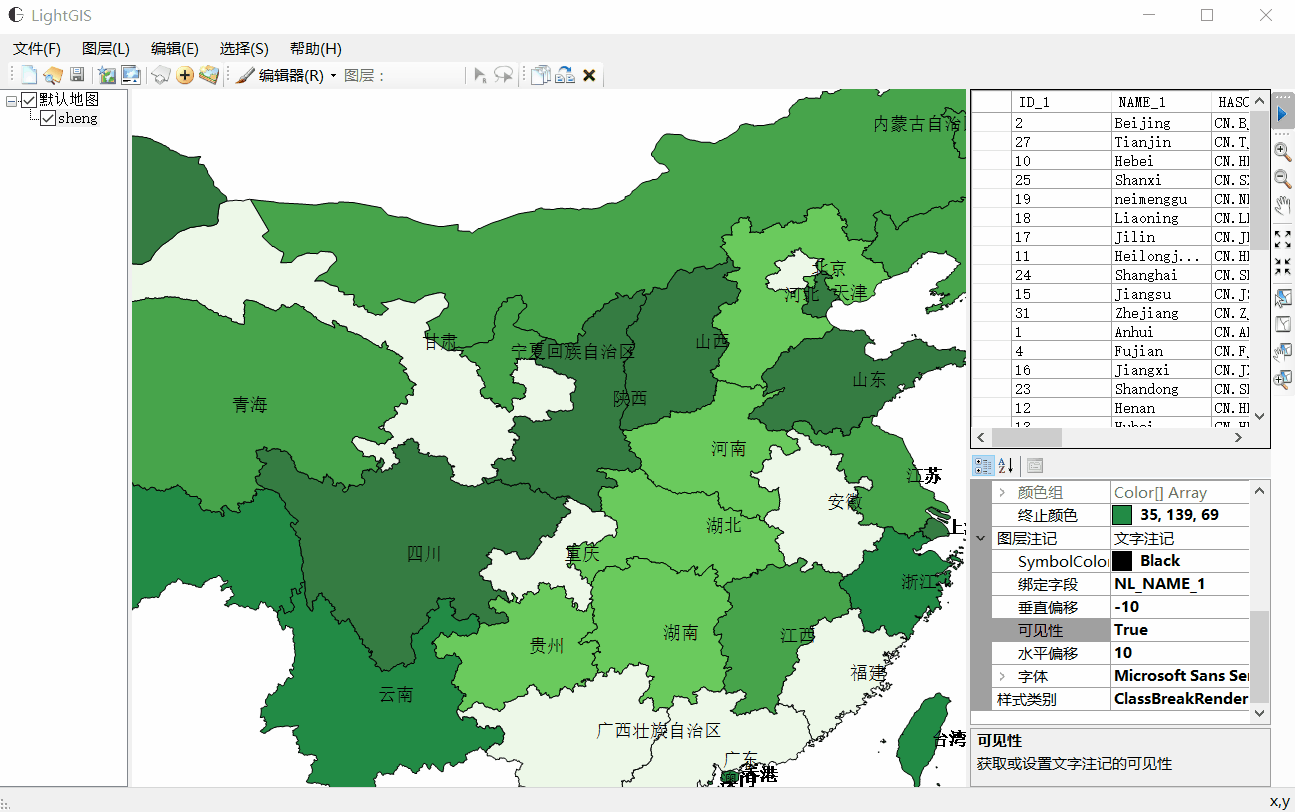 LightGIS
文件(F) 图层(L) 编辑(E) 选择(S) 帮助(H)
编辑器(R) 图层：
默认地图
sheng
内蒙古自治
北京
河北 天津
甘肃
宁夏回族自治区
山西
山东
陕西
青海
河南
江苏
安徽
湖北
上
四川
重庆
浙江
湖南
江西
贵州
福建
云南
广西壮族自治区
广东
台湾
香港
澳门
ID_1 NAME_1 HASC
2 Beijing CN.B
27 Tianjin CN.T
10 Hebei CN.H
25 Shanxi CN.S
19 neimenggu CN.N
18 Liaoning CN.L
17 Jilin CN.J
11 Heilongj... CN.H
24 Shanghai CN.S
15 Jiangsu CN.J
31 Zhejiang CN.Z
1 Anhui CN.A
4 Fujian CN.F
16 Jiangxi CN.J
23 Shandong CN.S
12 Henan CN.H
颜色组 Color[] Array
终止颜色 35, 139, 69
图层注记 文字注记
SymbolColor Black
绑定字段 NL_NAME_1
垂直偏移 -10
可见性 True
水平偏移 10
字体 Microsoft Sans Ser
样式类别 ClassBreakRender
可见性
获取或设置文字注记的可见性
x,y